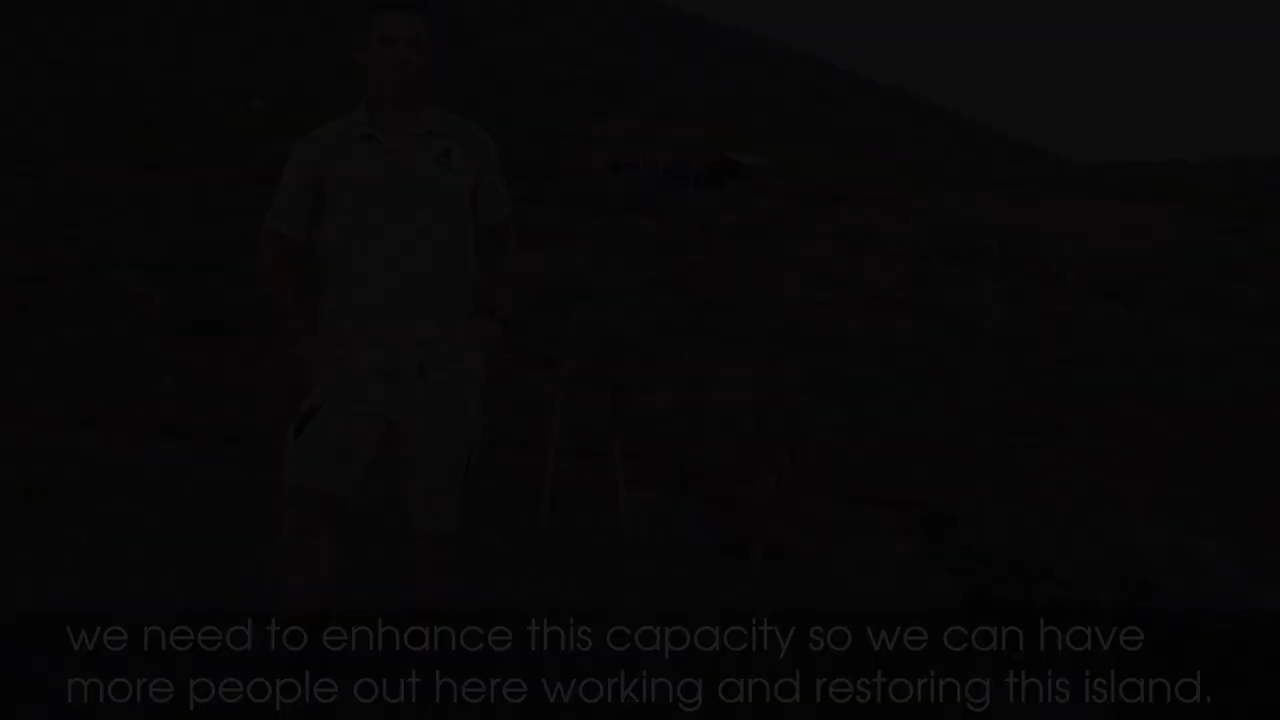 we need to enhance this capacity so we can have
more people out here working and restoring this island.